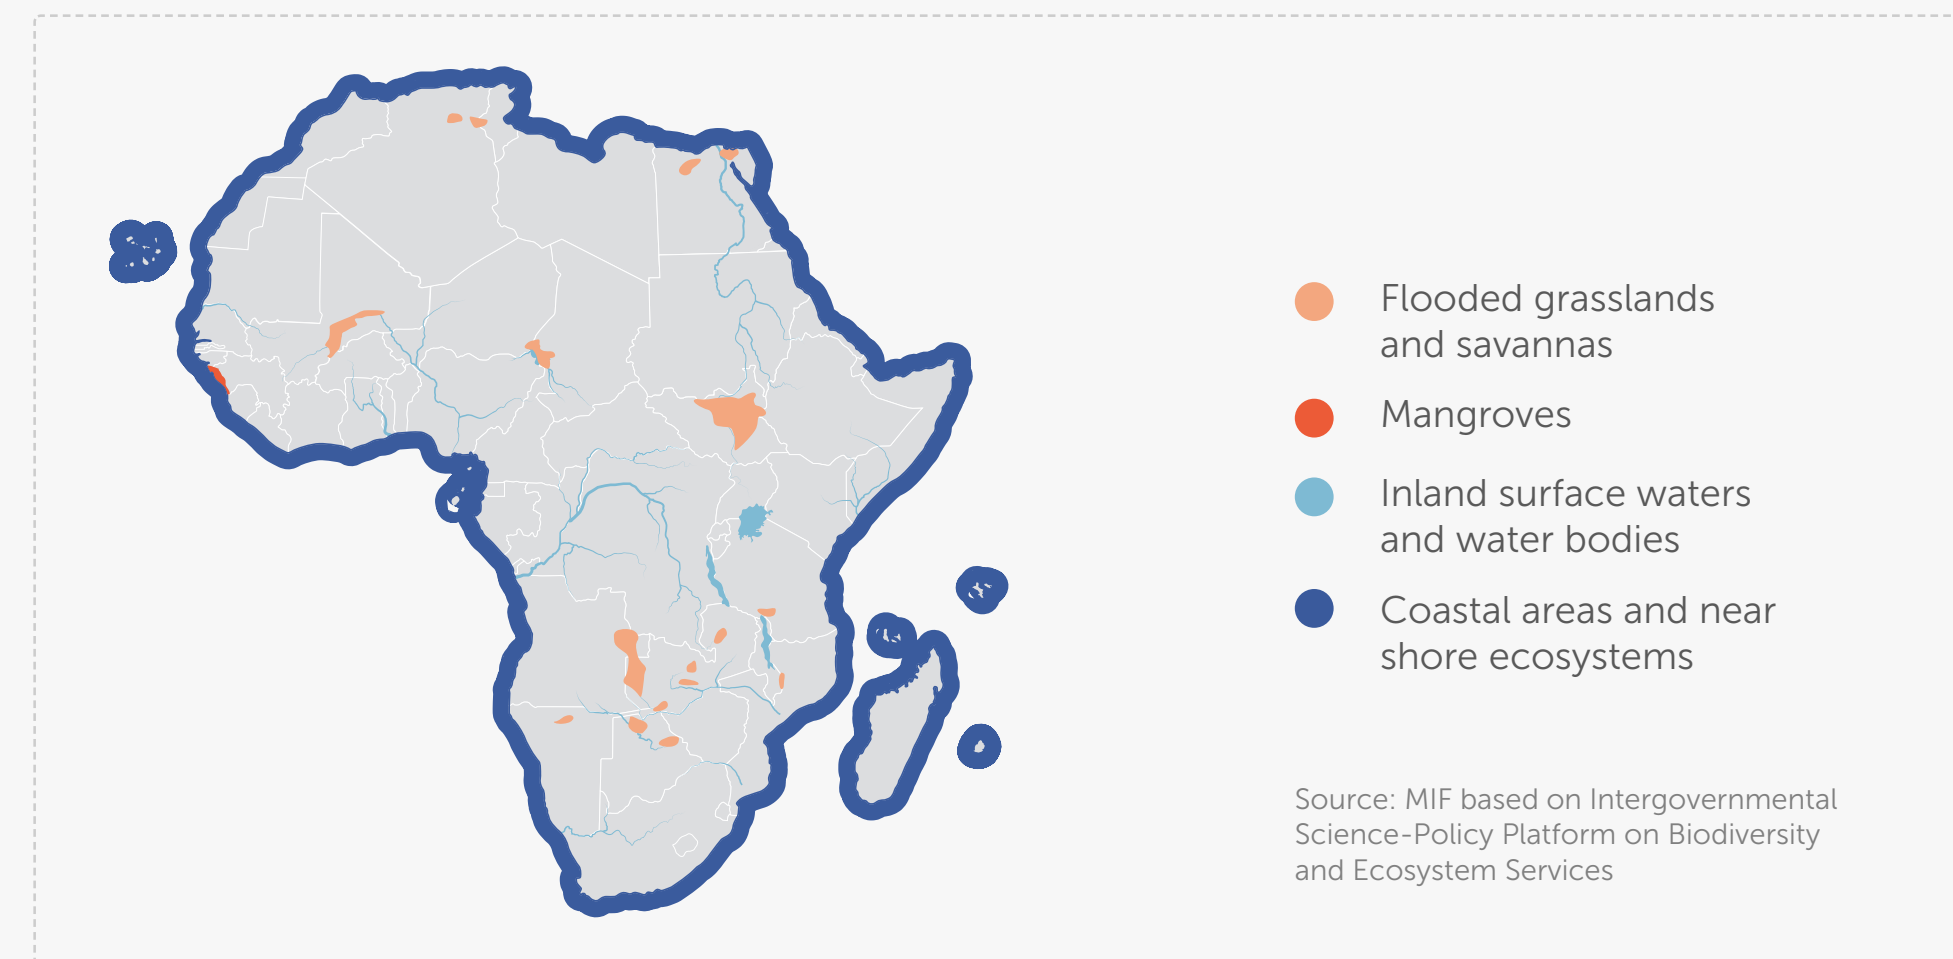 Flooded grasslands
and savannas
Mangroves
Inland surface waters
and water bodies
Coastal areas and near
shore ecosystems
Source: MIF based on Intergovernmental
Science-Policy Platform on Biodiversity
and Ecosystem Services